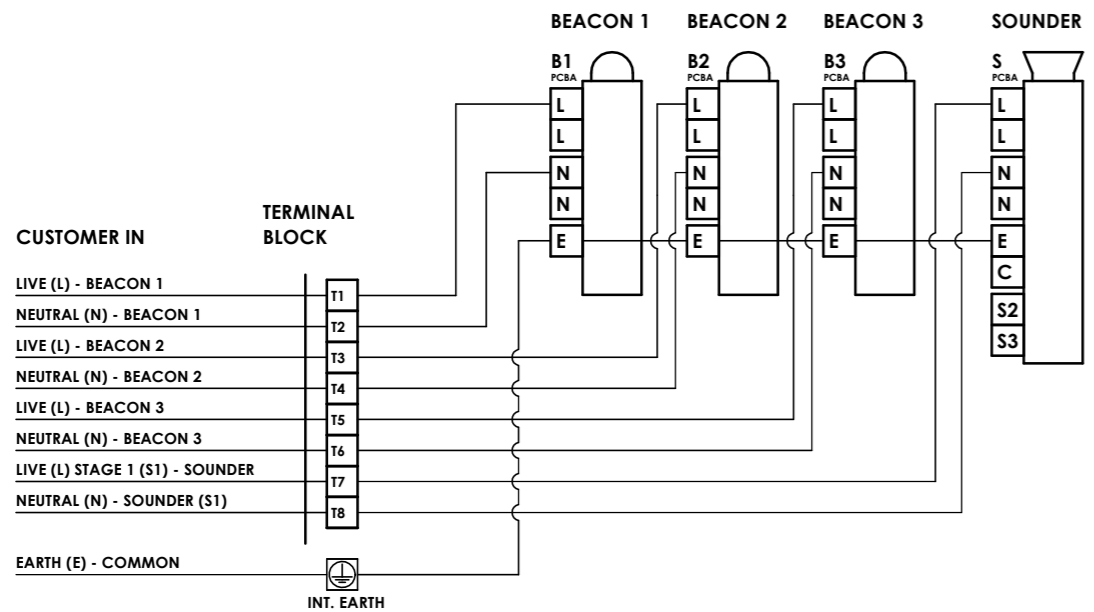 BEACON 1 BEACON 2 BEACON 3 SOUNDER
B1 B2 B3 S
PCBA PCBA PCBA PCBA
L L L L
L L L L
N N N N
N N N N
TERMINAL
CUSTOMER IN BLOCK
E E E E
C
LIVE (L) - BEACON 1 T1
S2
NEUTRAL (N) - BEACON 1 T2
S3
LIVE (L) - BEACON 2 T3
NEUTRAL (N) - BEACON 2 T4
LIVE (L) - BEACON 3 T5
NEUTRAL (N) - BEACON 3 T6
LIVE (L) STAGE 1 (S1) - SOUNDER T7
NEUTRAL (N) - SOUNDER (S1) T8
EARTH (E) - COMMON
INT. EARTH